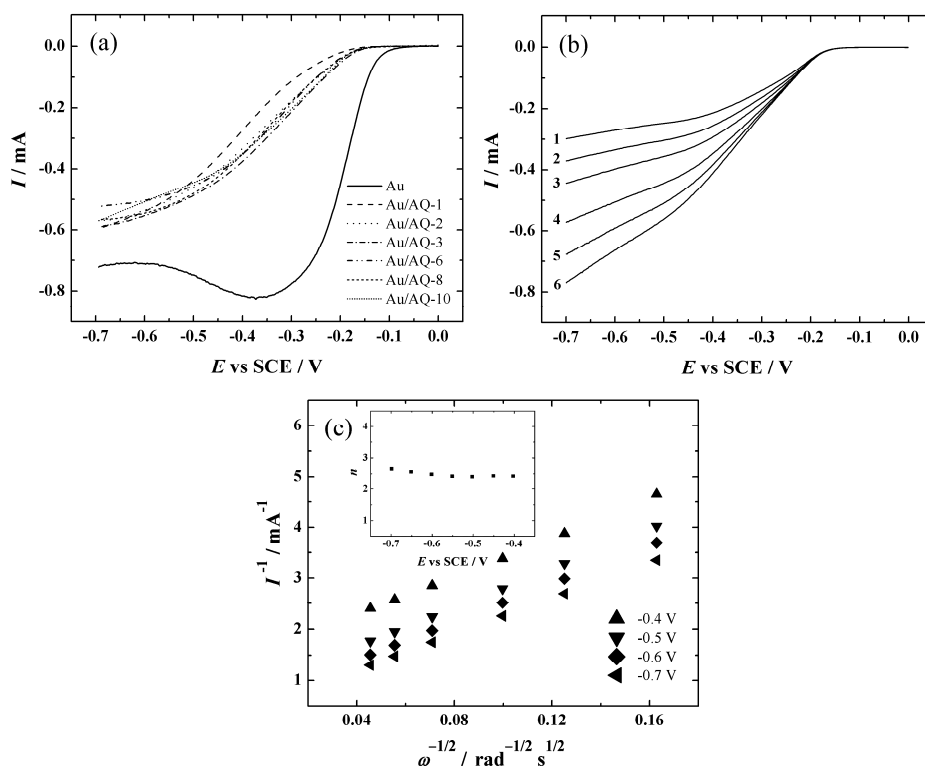 (a)
0.0
-0.2
-0.4
-0.6
-0.8
I / mA
Au
Au/AQ-1
Au/AQ-2
Au/AQ-3
Au/AQ-6
Au/AQ-8
Au/AQ-10
-0.7 -0.6 -0.5 -0.4 -0.3 -0.2 -0.1 0.0
E vs SCE / V
(b)
0.0
-0.2
-0.4
-0.6
-0.8
I / mA
1
2
3
4
5
6
-0.7 -0.6 -0.5 -0.4 -0.3 -0.2 -0.1 0.0
E vs SCE / V
(c)
6
5
4
3
2
1
I⁻¹ / mA⁻¹
4
3
2
1
n
-0.7 -0.6 -0.5 -0.4
E vs SCE / V
-0.4 V
-0.5 V
-0.6 V
-0.7 V
0.04 0.08 0.12 0.16
ω⁻¹/² / rad⁻¹/² s¹/²